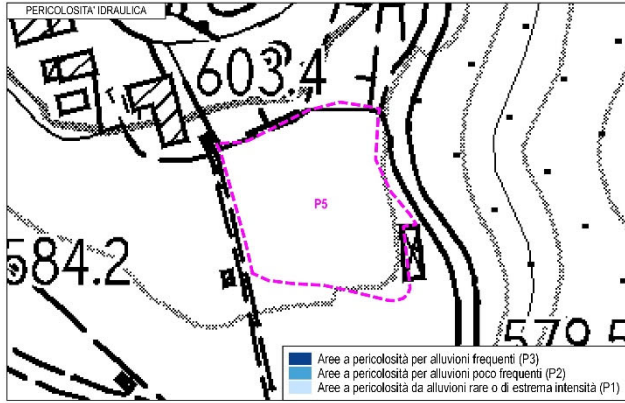 PERICOLOSITA' IDRAULICA
603.4
P5
584.2
579.5
Aree a pericolosità per alluvioni frequenti (P3)
Aree a pericolosità per alluvioni poco frequenti (P2)
Aree a pericolosità da alluvioni rare o di estrema intensità (P1)